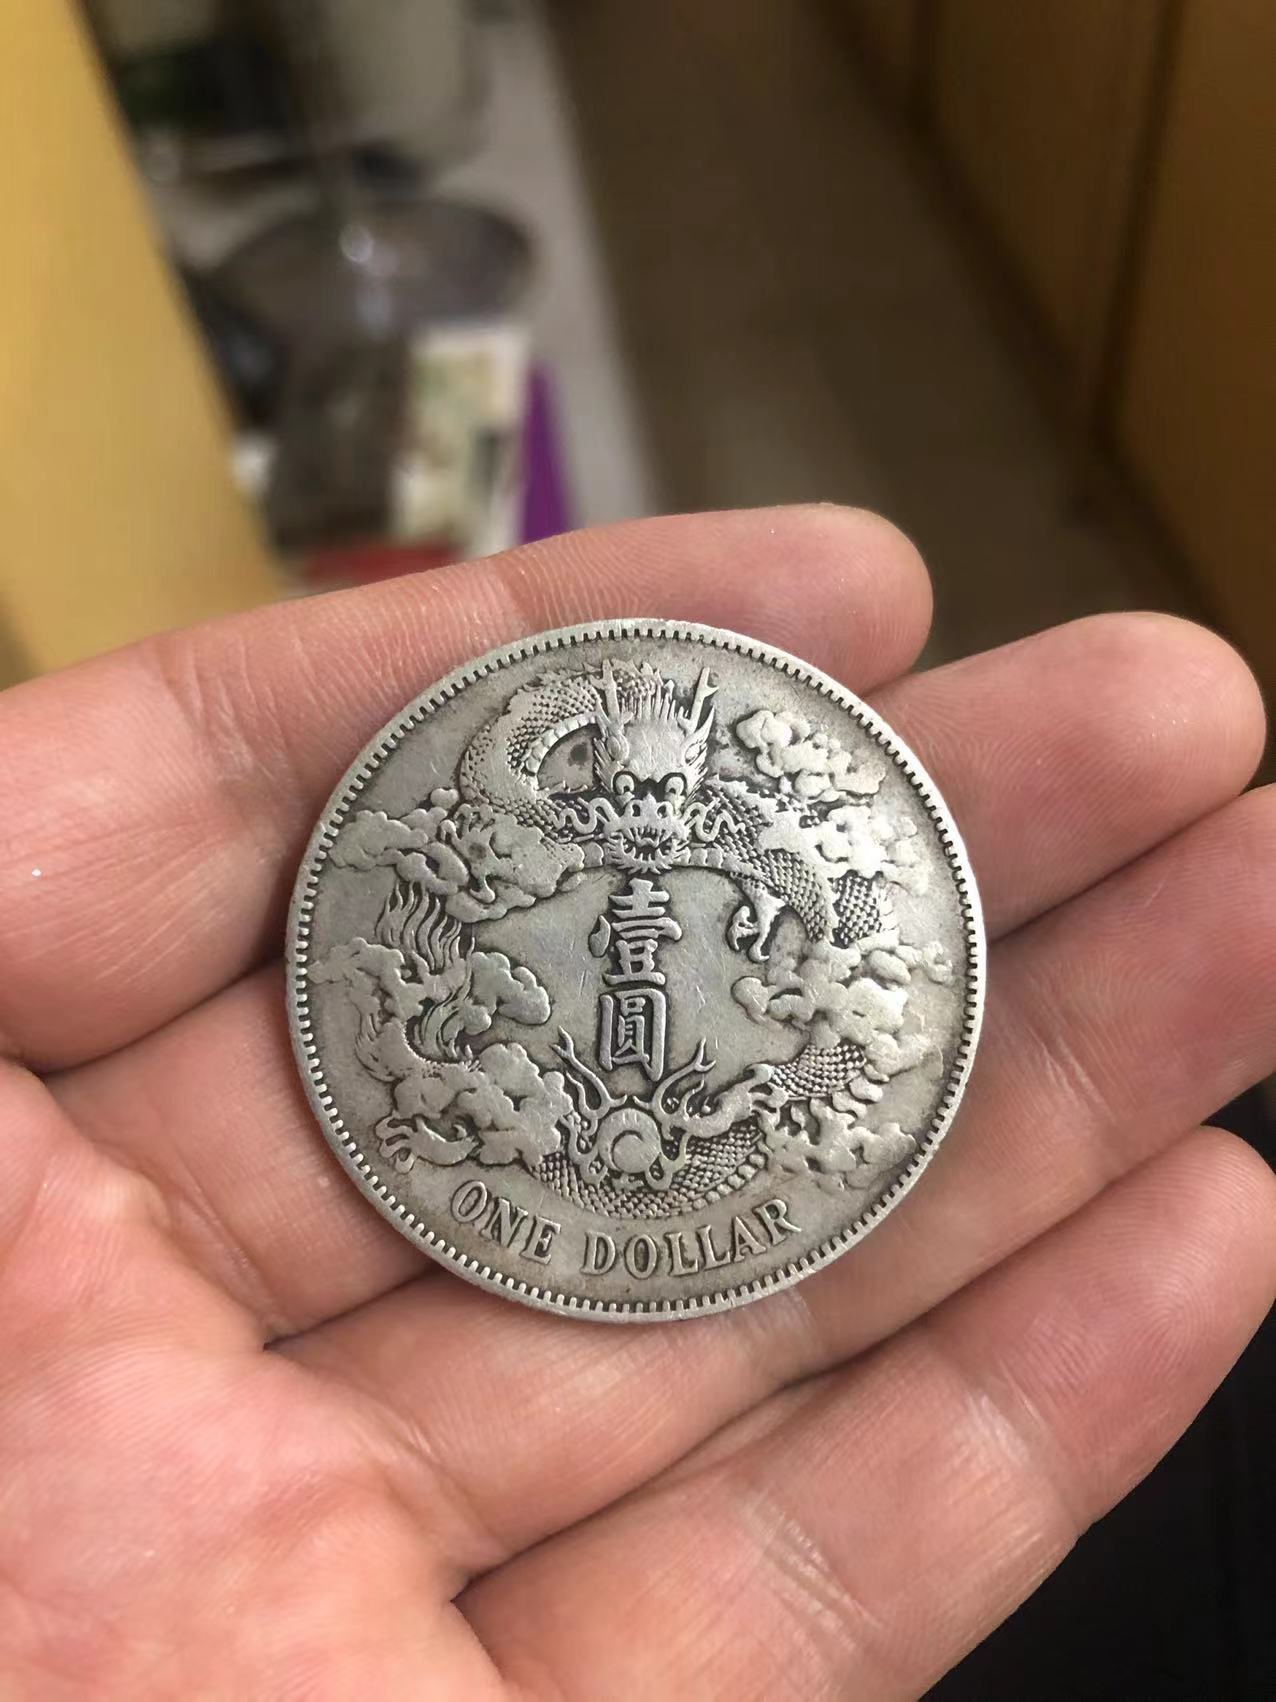 壹
圓
ONE DOLLAR